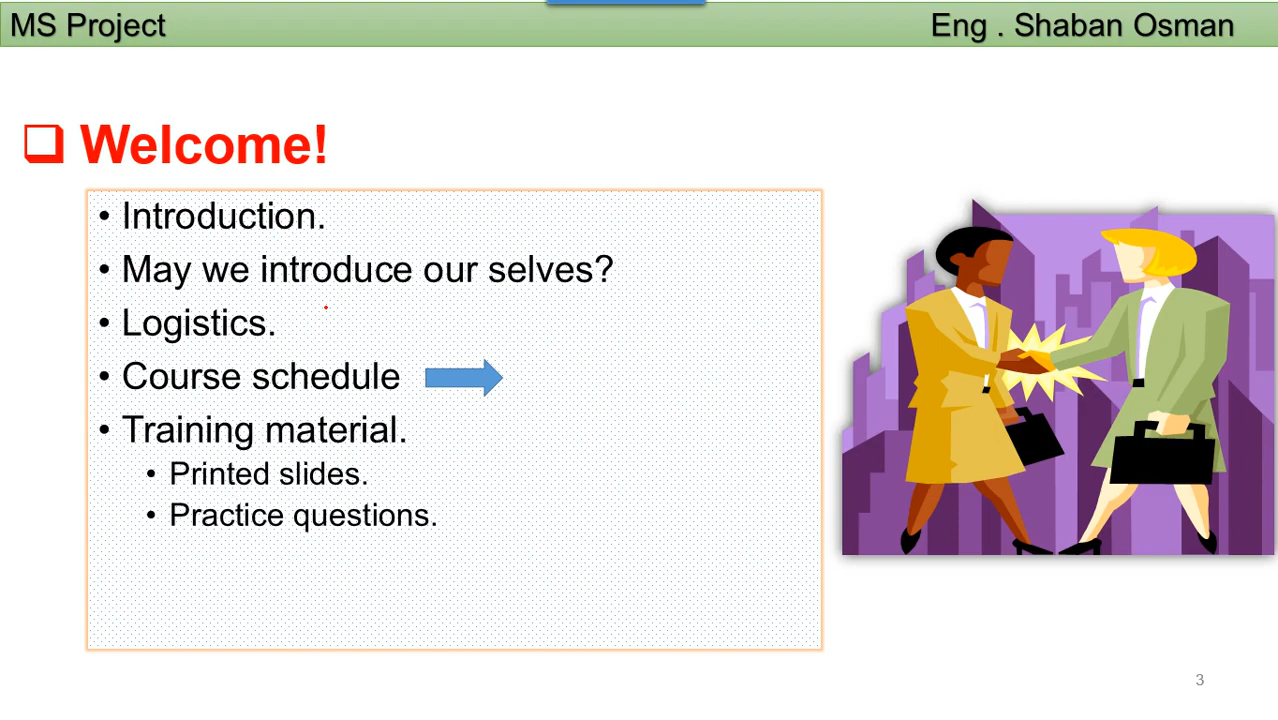 MS Project
Eng . Shaban Osman
Welcome!
• Introduction.
• May we introduce our selves?
• Logistics.
• Course schedule
• Training material.
• Printed slides.
• Practice questions.
3